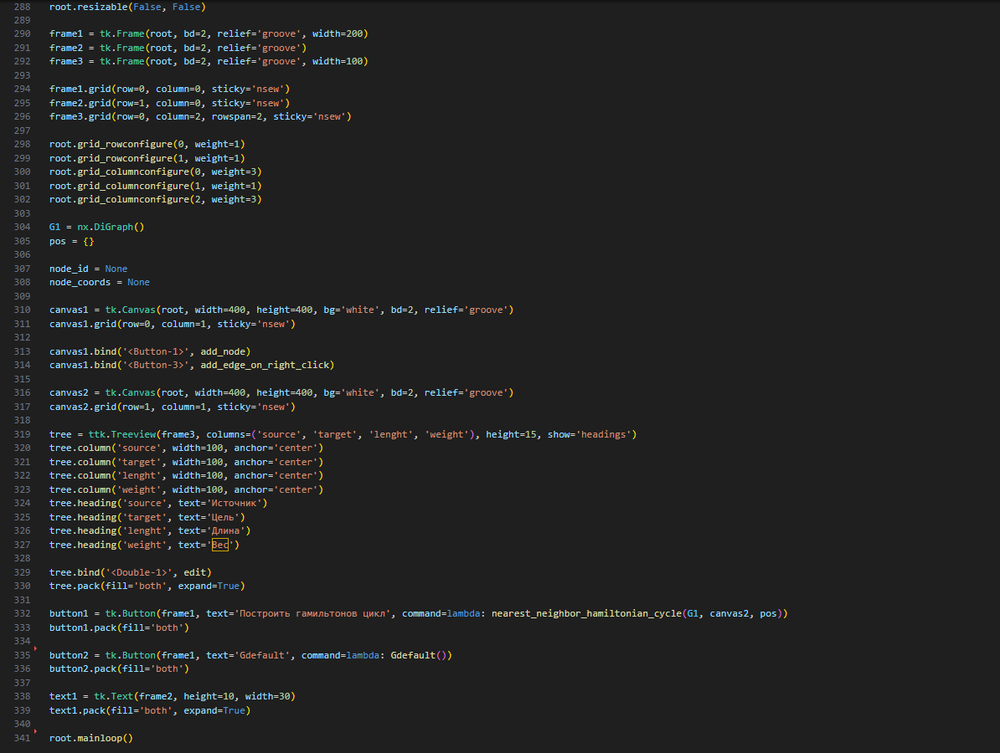 288 root.resizable(False, False)
289
290 frame1 = tk.Frame(root, bd=2, relief='groove', width=200)
291 frame2 = tk.Frame(root, bd=2, relief='groove')
292 frame3 = tk.Frame(root, bd=2, relief='groove', width=100)
293
294 frame1.grid(row=0, column=0, sticky='nsew')
295 frame2.grid(row=1, column=0, sticky='nsew')
296 frame3.grid(row=0, column=2, rowspan=2, sticky='nsew')
297
298 root.grid_rowconfigure(0, weight=1)
299 root.grid_rowconfigure(1, weight=1)
300 root.grid_columnconfigure(0, weight=3)
301 root.grid_columnconfigure(1, weight=1)
302 root.grid_columnconfigure(2, weight=3)
303
304 G1 = nx.DiGraph()
305 pos = {}
306
307 node_id = None
308 node_coords = None
309
310 canvas1 = tk.Canvas(root, width=400, height=400, bg='white', bd=2, relief='groove')
311 canvas1.grid(row=0, column=1, sticky='nsew')
312
313 canvas1.bind('<Button-1>', add_node)
314 canvas1.bind('<Button-3>', add_edge_on_right_click)
315
316 canvas2 = tk.Canvas(root, width=400, height=400, bg='white', bd=2, relief='groove')
317 canvas2.grid(row=1, column=1, sticky='nsew')
318
319 tree = ttk.Treeview(frame3, columns=('source', 'target', 'lenght', 'weight'), height=15, show='headings')
320 tree.column('source', width=100, anchor='center')
321 tree.column('target', width=100, anchor='center')
322 tree.column('lenght', width=100, anchor='center')
323 tree.column('weight', width=100, anchor='center')
324 tree.heading('source', text='Источник')
325 tree.heading('target', text='Цель')
326 tree.heading('lenght', text='Длина')
327 tree.heading('weight', text='Вес')
328
329 tree.bind('<Double-1>', edit)
330 tree.pack(fill='both', expand=True)
331
332 button1 = tk.Button(frame1, text='Построить гамильтонов цикл', command=lambda: nearest_neighbor_hamiltonian_cycle(G1, canvas2, pos))
333 button1.pack(fill='both')
334
335 button2 = tk.Button(frame1, text='Gdefault', command=lambda: Gdefault())
336 button2.pack(fill='both')
337
338 text1 = tk.Text(frame2, height=10, width=30)
339 text1.pack(fill='both', expand=True)
340
341 root.mainloop()